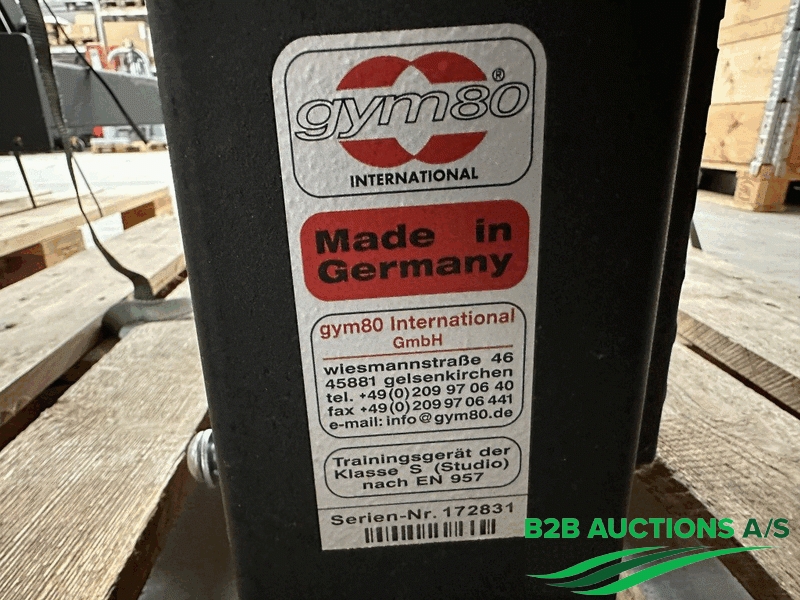 gym80®
INTERNATIONAL
Made in
Germany
gym80 International
GmbH
wiesmannstraße 46
45881 gelsenkirchen
tel. +49(0)209 97 06 40
fax +49(0)209 97 06 441
e-mail: info@gym80.de
Trainingsgerät der
Klasse S (Studio)
nach EN 957
Serien-Nr. 172831
B2B AUCTIONS A/S